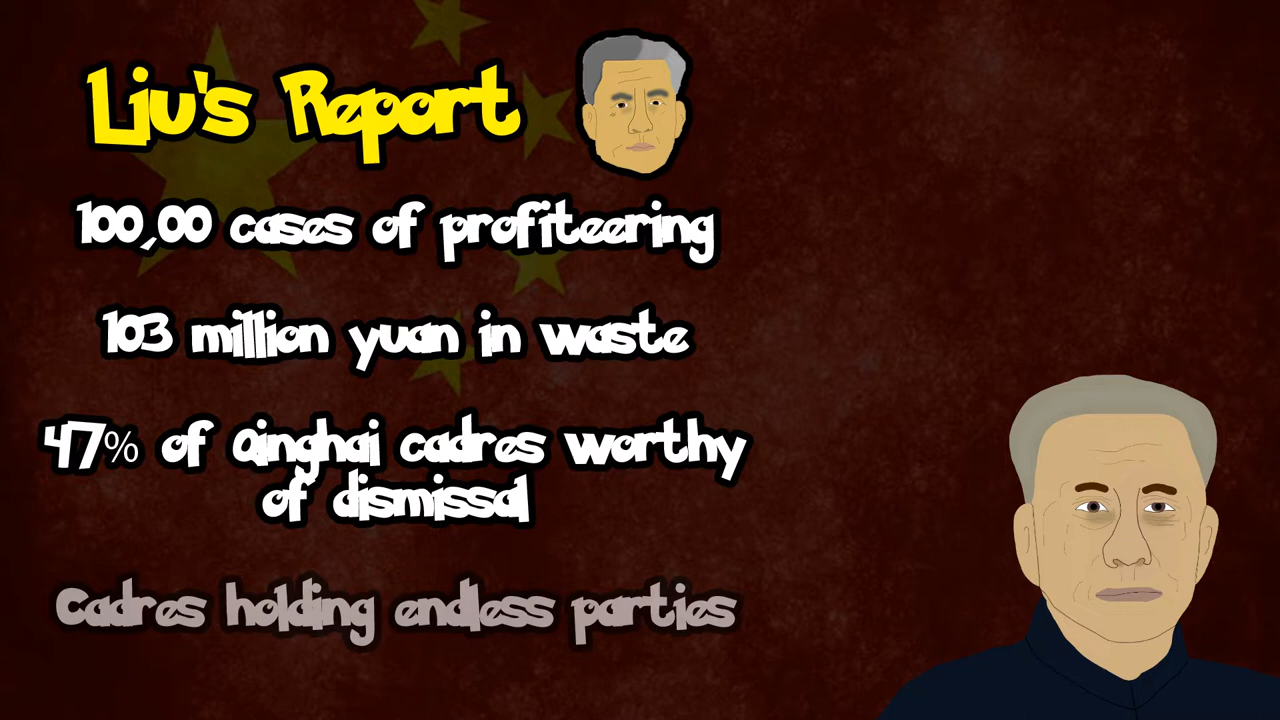 Liu's Report
100,00 cases of profiteering
103 million yuan in waste
47% of Qinghai cadres worthy
of dismissal
Cadres holding endless parties